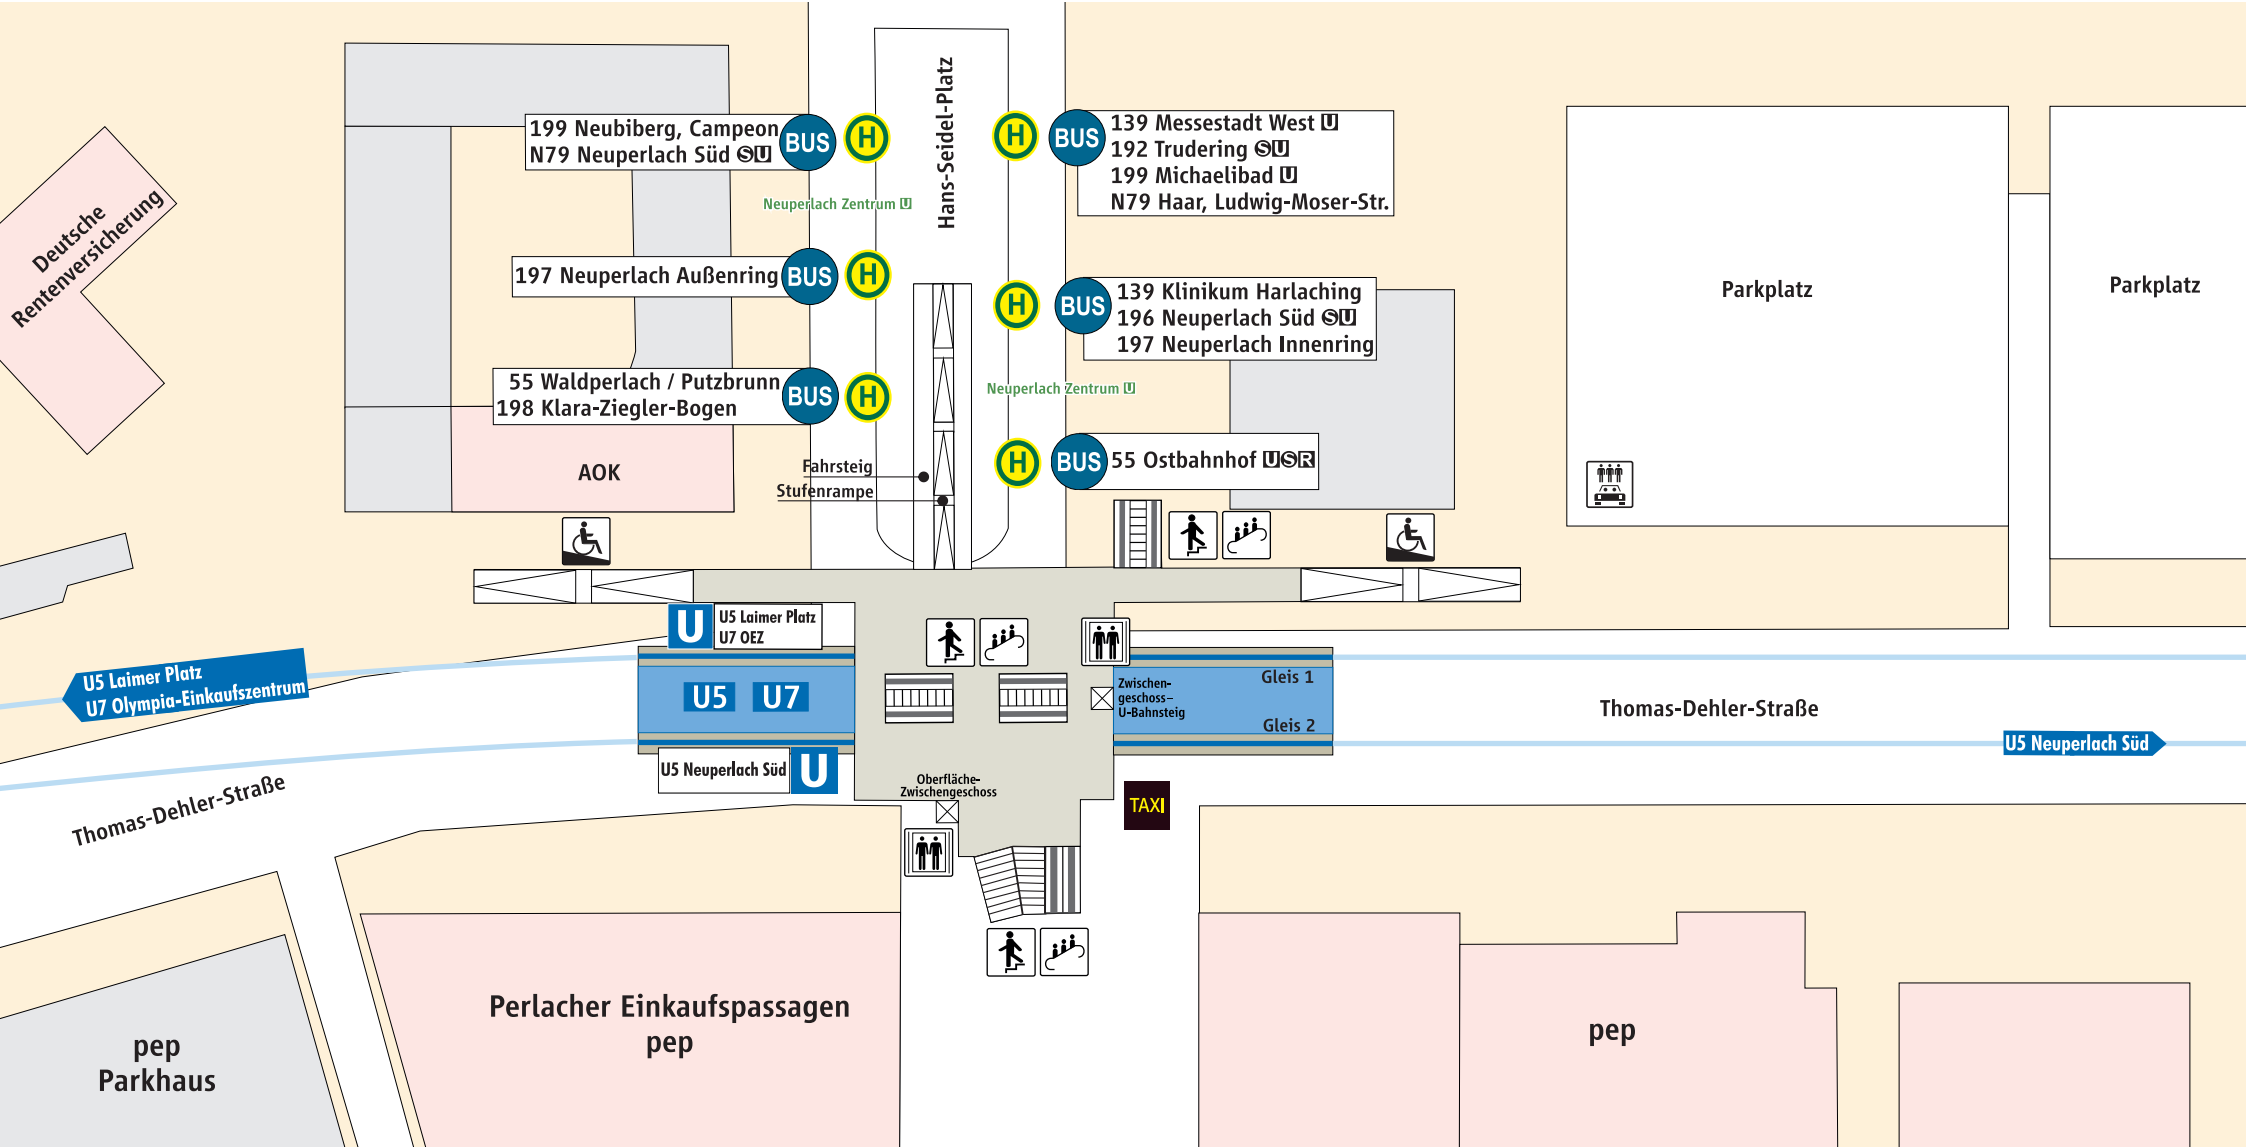 199 Neubiberg, Campeon
N79 Neuperlach Süd S U
BUS
H
Hans-Seidel-Platz
H
BUS
139 Messestadt West U
192 Trudering S U
199 Michaelibad U
N79 Haar, Ludwig-Moser-Str.
Neuperlach Zentrum U
Deutsche
Rentenversicherung
197 Neuperlach Außenring
BUS
H
H
BUS
139 Klinikum Harlaching
196 Neuperlach Süd S U
197 Neuperlach Innenring
Parkplatz
Parkplatz
55 Waldperlach / Putzbrunn
198 Klara-Ziegler-Bogen
BUS
H
Neuperlach Zentrum U
H
BUS
55 Ostbahnhof U S R
AOK
Fahrsteig
Stufenrampe
U
U5 Laimer Platz
U7 OEZ
U5 Laimer Platz
U7 Olympia-Einkaufszentrum
U5
U7
Zwischen-
geschoss–
U-Bahnsteig
Gleis 1
Gleis 2
Thomas-Dehler-Straße
U5 Neuperlach Süd
U5 Neuperlach Süd
U
Oberfläche-
Zwischengeschoss
TAXI
Thomas-Dehler-Straße
Perlacher Einkaufspassagen
pep
pep
pep
Parkhaus